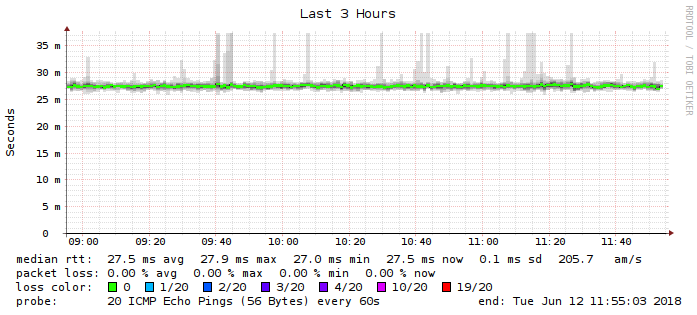 Last 3 Hours
RRDTOOL / TOBI OETIKER
Seconds
35 m
30 m
25 m
20 m
15 m
10 m
5 m
0
09:00 09:20 09:40 10:00 10:20 10:40 11:00 11:20 11:40
median rtt: 27.5 ms avg 27.9 ms max 27.0 ms min 27.5 ms now 0.1 ms sd 205.7 am/s
packet loss: 0.00 % avg 0.00 % max 0.00 % min 0.00 % now
loss color: 0 1/20 2/20 3/20 4/20 10/20 19/20
probe: 20 ICMP Echo Pings (56 Bytes) every 60s end: Tue Jun 12 11:55:03 2018